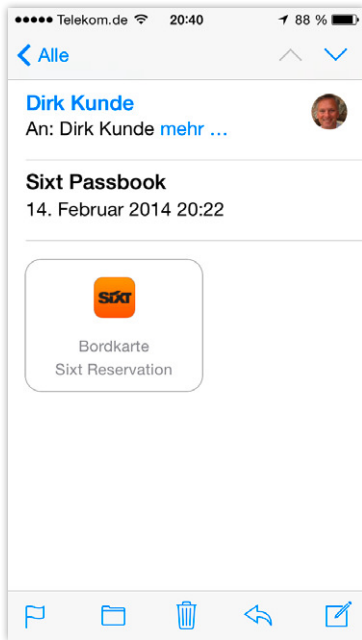 Telekom.de 20:40 88 %
Alle
Dirk Kunde
An: Dirk Kunde mehr ...
Sixt Passbook
14. Februar 2014 20:22
SIXT
Bordkarte
Sixt Reservation